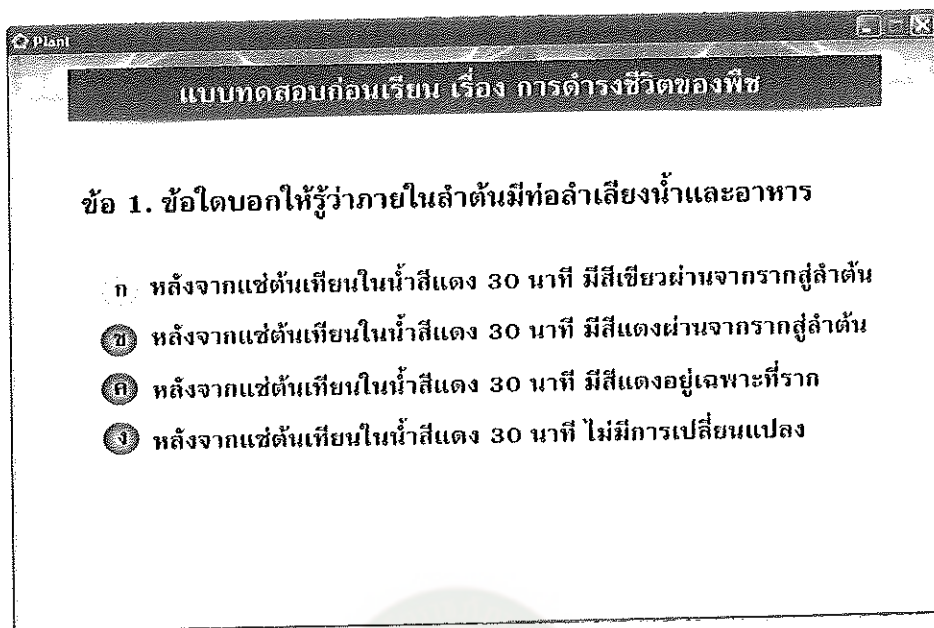 Plant
แบบทดสอบก่อนเรียน เรื่อง การดำรงชีวิตของพืช
ข้อ 1. ข้อใดบอกให้รู้ว่าภายในลำต้นมีท่อลำเลียงน้ำและอาหาร
ก หลังจากแช่ต้นเทียนในน้ำสีแดง 30 นาที มีสีเขียวผ่านจากรากสู่ลำต้น
ข หลังจากแช่ต้นเทียนในน้ำสีแดง 30 นาที มีสีแดงผ่านจากรากสู่ลำต้น
ค หลังจากแช่ต้นเทียนในน้ำสีแดง 30 นาที มีสีแดงอยู่เฉพาะที่ราก
ง หลังจากแช่ต้นเทียนในน้ำสีแดง 30 นาที ไม่มีการเปลี่ยนแปลง